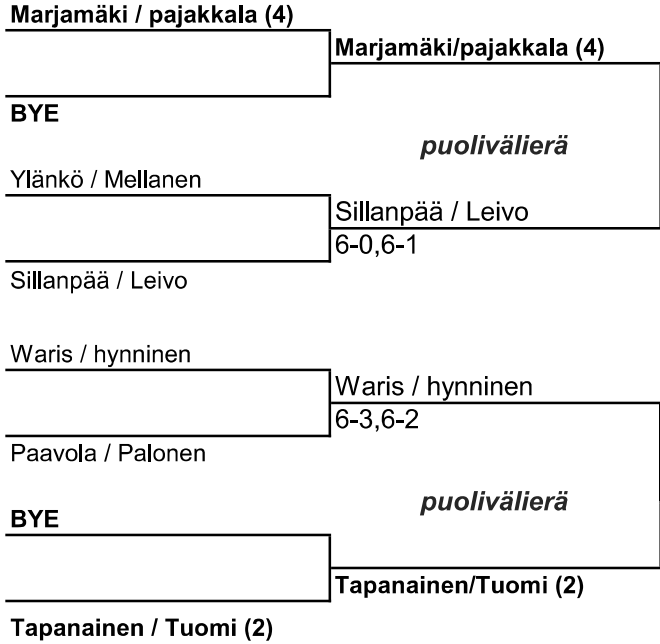 Marjamäki / pajakkala (4)
Marjamäki/pajakkala (4)
BYE
puolivälierä
Ylänkö / Mellanen
Sillanpää / Leivo
6-0,6-1
Sillanpää / Leivo
Waris / hynninen
Waris / hynninen
6-3,6-2
Paavola / Palonen
puolivälierä
BYE
Tapanainen/Tuomi (2)
Tapanainen / Tuomi (2)